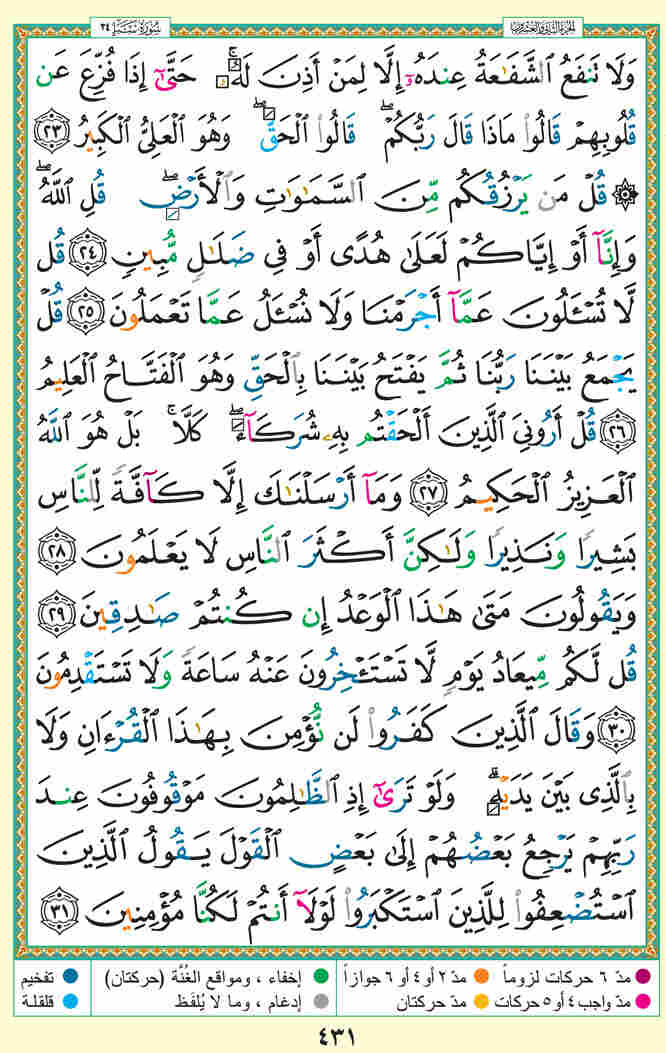 سُورَةُ سَبَإٍ ٣٤
الجزء الثاني والعشرون
وَلَا تَنفَعُ ٱلشَّفَٰعَةُ عِندَهُۥٓ إِلَّا لِمَنْ أَذِنَ لَهُۥۚ حَتَّىٰٓ إِذَا فُزِّعَ عَن
قُلُوبِهِمْ قَالُوا۟ مَاذَا قَالَ رَبُّكُمْۖ قَالُوا۟ ٱلْحَقَّۖ وَهُوَ ٱلْعَلِىُّ ٱلْكَبِيرُ ﴿٢٣﴾
۞ قُلْ مَن يَرْزُقُكُم مِّنَ ٱلسَّمَٰوَٰتِ وَٱلْأَرْضِۖ قُلِ ٱللَّهُۖ
وَإِنَّآ أَوْ إِيَّاكُمْ لَعَلَىٰ هُدًى أَوْ فِى ضَلَٰلٍ مُّبِينٍ ﴿٢٤﴾ قُل
لَّا تُسْـَٔلُونَ عَمَّآ أَجْرَمْنَا وَلَا نُسْـَٔلُ عَمَّا تَعْمَلُونَ ﴿٢٥﴾ قُلْ
يَجْمَعُ بَيْنَنَا رَبُّنَا ثُمَّ يَفْتَحُ بَيْنَنَا بِٱلْحَقِّ وَهُوَ ٱلْفَتَّاحُ ٱلْعَلِيمُ
﴿٢٦﴾ قُلْ أَرُونِىَ ٱلَّذِينَ أَلْحَقْتُم بِهِۦ شُرَكَآءَۖ كَلَّاۚ بَلْ هُوَ ٱللَّهُ
ٱلْعَزِيزُ ٱلْحَكِيمُ ﴿٢٧﴾ وَمَآ أَرْسَلْنَٰكَ إِلَّا كَآفَّةً لِّلنَّاسِ
بَشِيرًا وَنَذِيرًا وَلَٰكِنَّ أَكْثَرَ ٱلنَّاسِ لَا يَعْلَمُونَ ﴿٢٨﴾
وَيَقُولُونَ مَتَىٰ هَٰذَا ٱلْوَعْدُ إِن كُنتُمْ صَٰدِقِينَ ﴿٢٩﴾
قُل لَّكُم مِّيعَادُ يَوْمٍ لَّا تَسْتَـْٔخِرُونَ عَنْهُ سَاعَةً وَلَا تَسْتَقْدِمُونَ
﴿٣٠﴾ وَقَالَ ٱلَّذِينَ كَفَرُوا۟ لَن نُّؤْمِنَ بِهَٰذَا ٱلْقُرْءَانِ وَلَا
بِٱلَّذِى بَيْنَ يَدَيْهِۗ وَلَوْ تَرَىٰٓ إِذِ ٱلظَّٰلِمُونَ مَوْقُوفُونَ عِندَ
رَبِّهِمْ يَرْجِعُ بَعْضُهُمْ إِلَىٰ بَعْضٍ ٱلْقَوْلَ يَقُولُ ٱلَّذِينَ
ٱسْتُضْعِفُوا۟ لِلَّذِينَ ٱسْتَكْبَرُوا۟ لَوْلَآ أَنتُمْ لَكُنَّا مُؤْمِنِينَ ﴿٣١﴾
مدّ ٦ حركات لزوماً
مدّ ٢ أو ٤ أو ٦ جوازاً
إخفاء ، ومواقع الغُنَّة (حركتان)
تفخيم
مدّ واجب ٤ أو ٥ حركات
مدّ حركتان
إدغام ، وما لا يُلفَظ
قلقلة
٤٣١